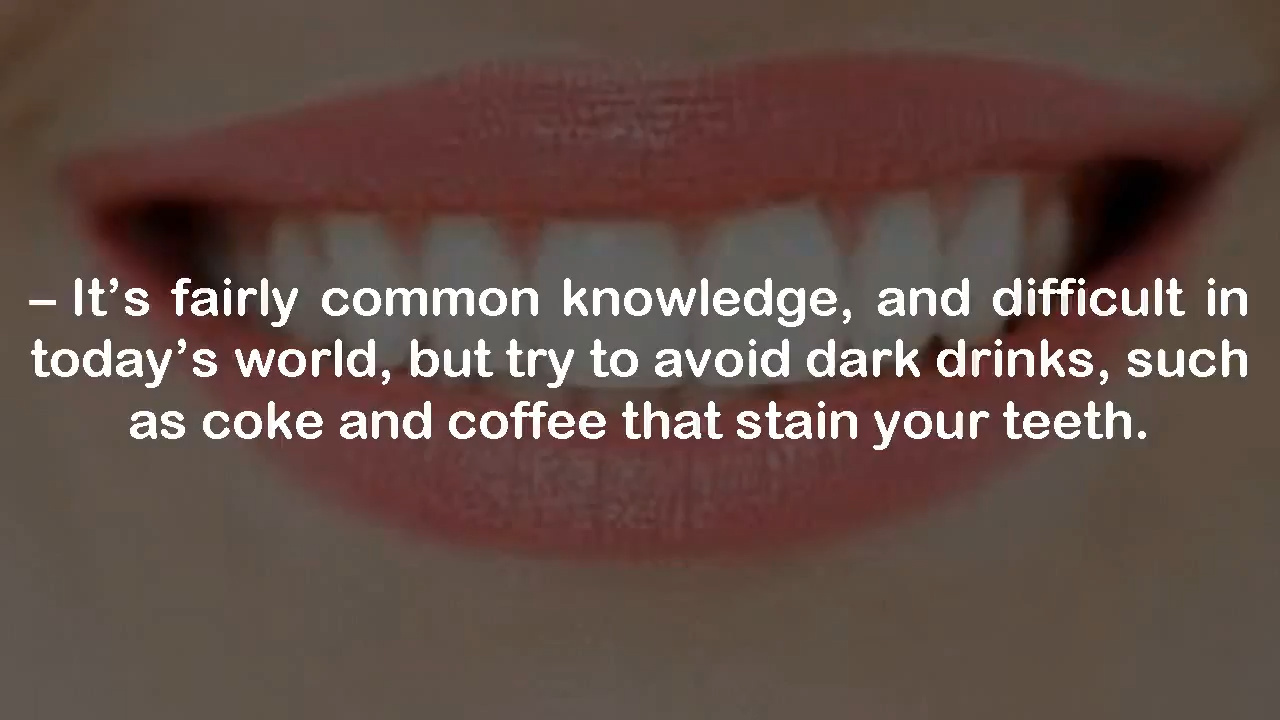 – It’s fairly common knowledge, and difficult in
today’s world, but try to avoid dark drinks, such
as coke and coffee that stain your teeth.